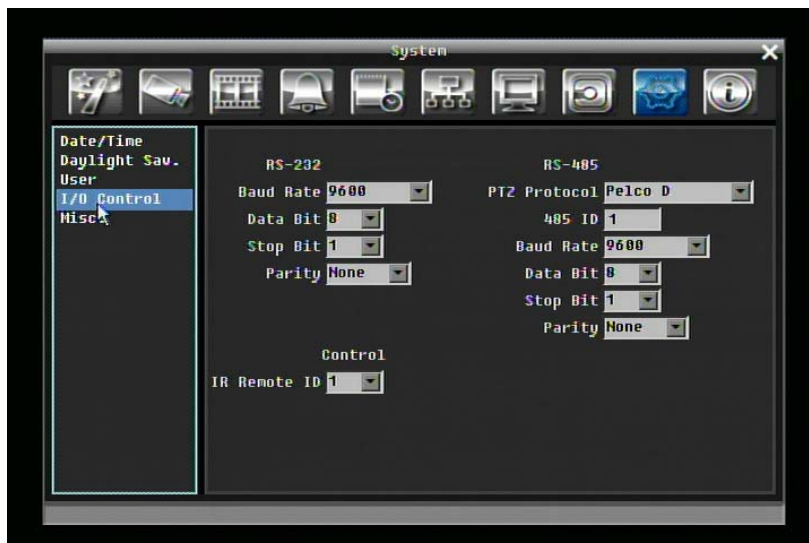 System
Date/Time
Daylight Sav.
User
I/O Control
Misc.
RS-232
Baud Rate 9600
Data Bit 8
Stop Bit 1
Parity None
Control
IR Remote ID 1
RS-485
PTZ Protocol Pelco D
485 ID 1
Baud Rate 9600
Data Bit 8
Stop Bit 1
Parity None